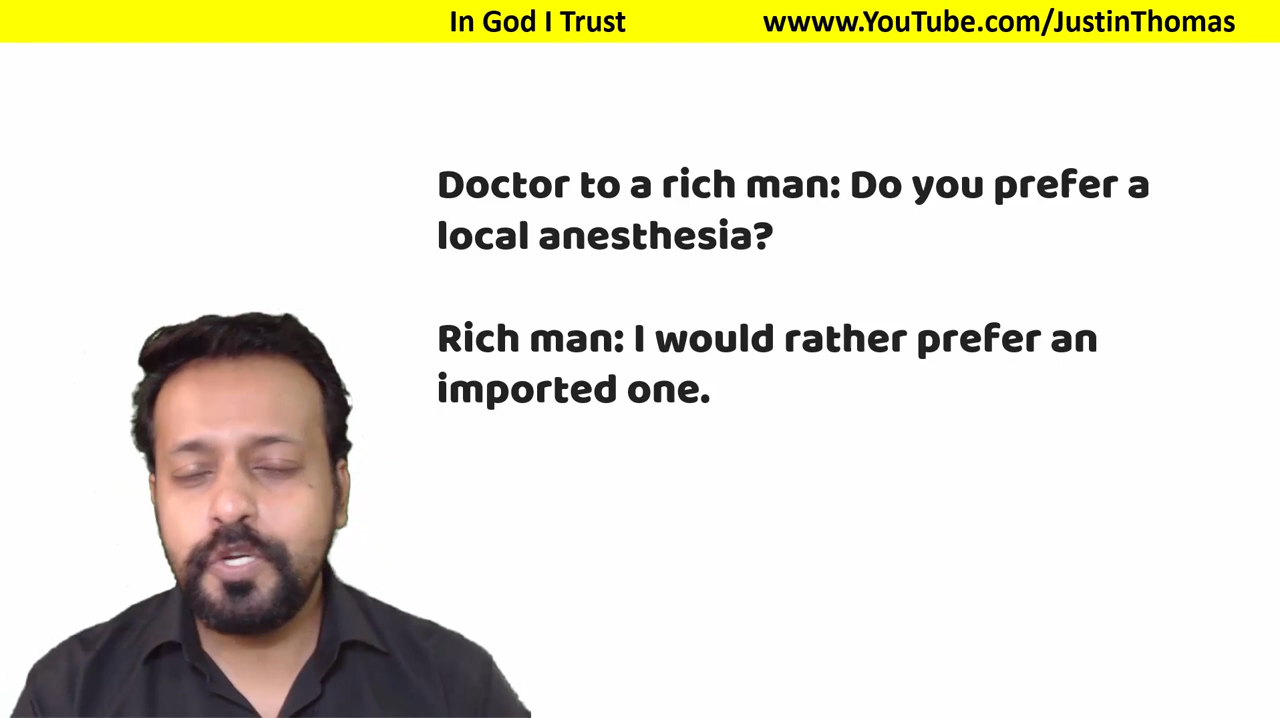 In God I Trust wwww.YouTube.com/JustinThomas
Doctor to a rich man: Do you prefer a
local anesthesia?
Rich man: I would rather prefer an
imported one.